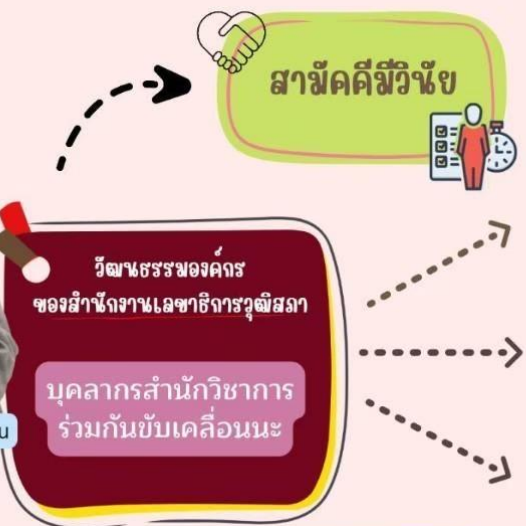 สามัคคีมีวินัย
วัฒนธรรมองค์กร
ของสำนักงานเลขาธิการวุฒิสภา
บุคลากรสำนักวิชาการ
ร่วมกันขับเคลื่อนนะ